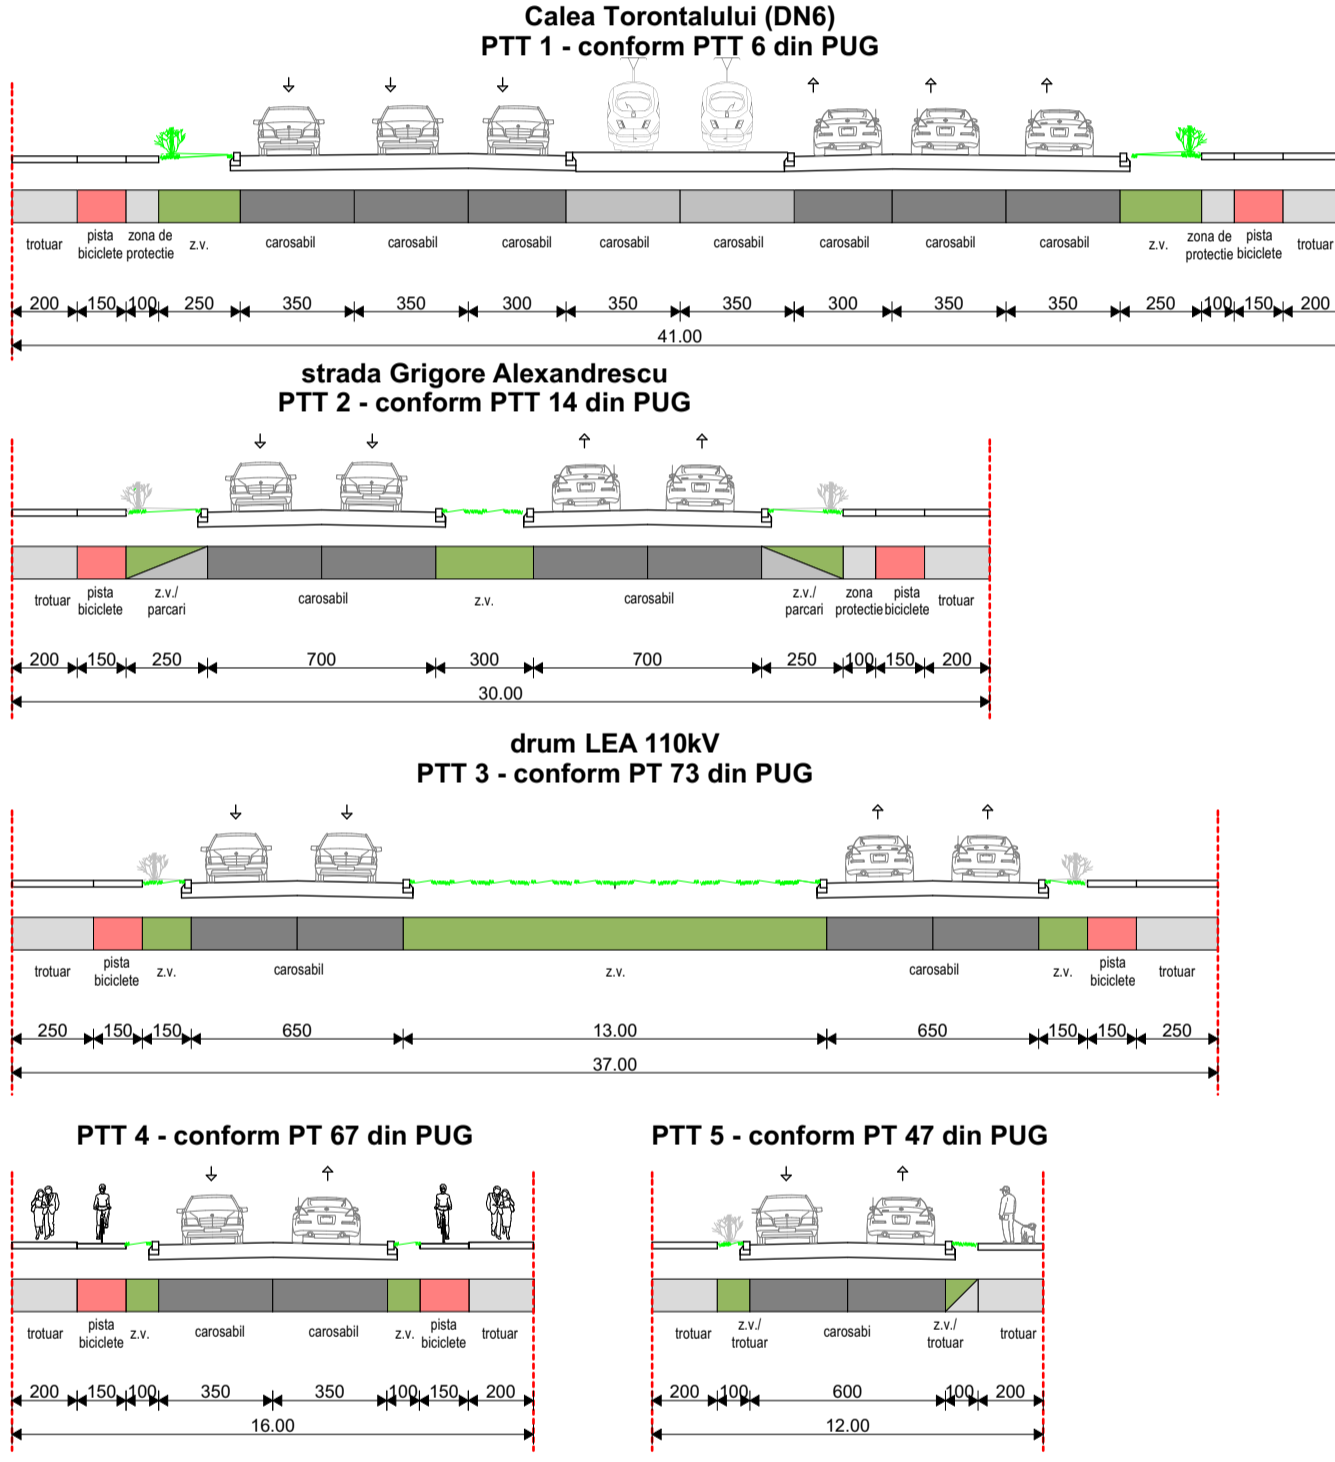 Calea Torontalului (DN6)
PTT 1 - conform PTT 6 din PUG
trotuar pista biciclete zona de protectie z.v. carosabil carosabil carosabil carosabil carosabil carosabil carosabil carosabil z.v. zona de protectie pista biciclete trotuar
200 150 100 250 350 350 300 350 350 300 350 350 250 100 150 200
41.00
strada Grigore Alexandrescu
PTT 2 - conform PTT 14 din PUG
trotuar pista biciclete z.v./ parcari carosabil z.v. carosabil z.v./ parcari zona protectie pista biciclete trotuar
200 150 250 700 300 700 250 100 150 200
30.00
drum LEA 110kV
PTT 3 - conform PT 73 din PUG
trotuar pista biciclete z.v. carosabil z.v. carosabil z.v. pista biciclete trotuar
250 150 150 650 13.00 650 150 150 250
37.00
PTT 4 - conform PT 67 din PUG
trotuar pista biciclete z.v. carosabil carosabil z.v. pista biciclete trotuar
200 150 100 350 350 100 150 200
16.00
PTT 5 - conform PT 47 din PUG
trotuar z.v./ trotuar carosabi z.v./ trotuar trotuar
200 100 600 100 200
12.00